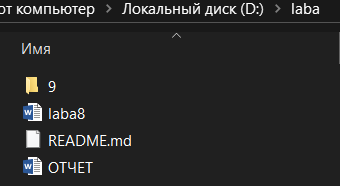 от компьютер > Локальный диск (D:) > laba
Имя
9
laba8
README.md
ОТЧЕТ